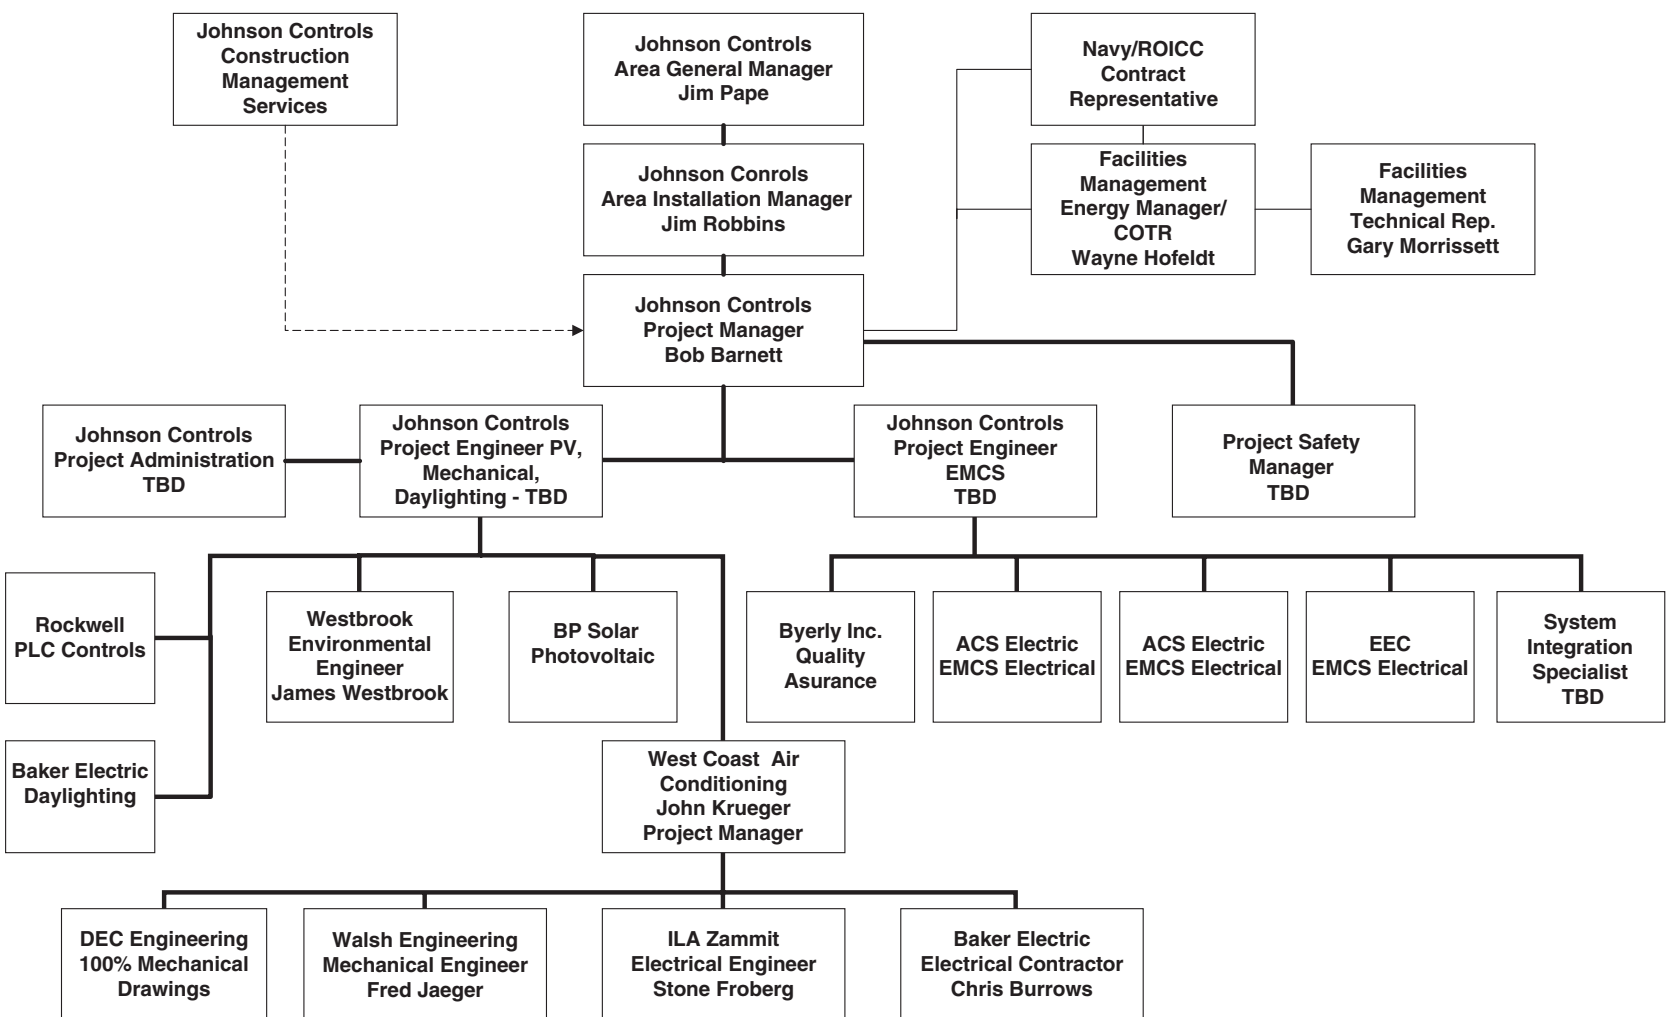 Johnson Controls
Construction
Management
Services
Johnson Controls
Area General Manager
Jim Pape
Navy/ROICC
Contract
Representative
Johnson Conrols
Area Installation Manager
Jim Robbins
Facilities
Management
Energy Manager/
COTR
Wayne Hofeldt
Facilities
Management
Technical Rep.
Gary Morrissett
Johnson Controls
Project Manager
Bob Barnett
Johnson Controls
Project Administration
TBD
Johnson Controls
Project Engineer PV,
Mechanical,
Daylighting - TBD
Johnson Controls
Project Engineer
EMCS
TBD
Project Safety
Manager
TBD
Rockwell
PLC Controls
Westbrook
Environmental
Engineer
James Westbrook
BP Solar
Photovoltaic
Byerly Inc.
Quality
Asurance
ACS Electric
EMCS Electrical
ACS Electric
EMCS Electrical
EEC
EMCS Electrical
System
Integration
Specialist
TBD
Baker Electric
Daylighting
West Coast  Air
Conditioning
John Krueger
Project Manager
DEC Engineering
100% Mechanical
Drawings
Walsh Engineering
Mechanical Engineer
Fred Jaeger
ILA Zammit
Electrical Engineer
Stone Froberg
Baker Electric
Electrical Contractor
Chris Burrows